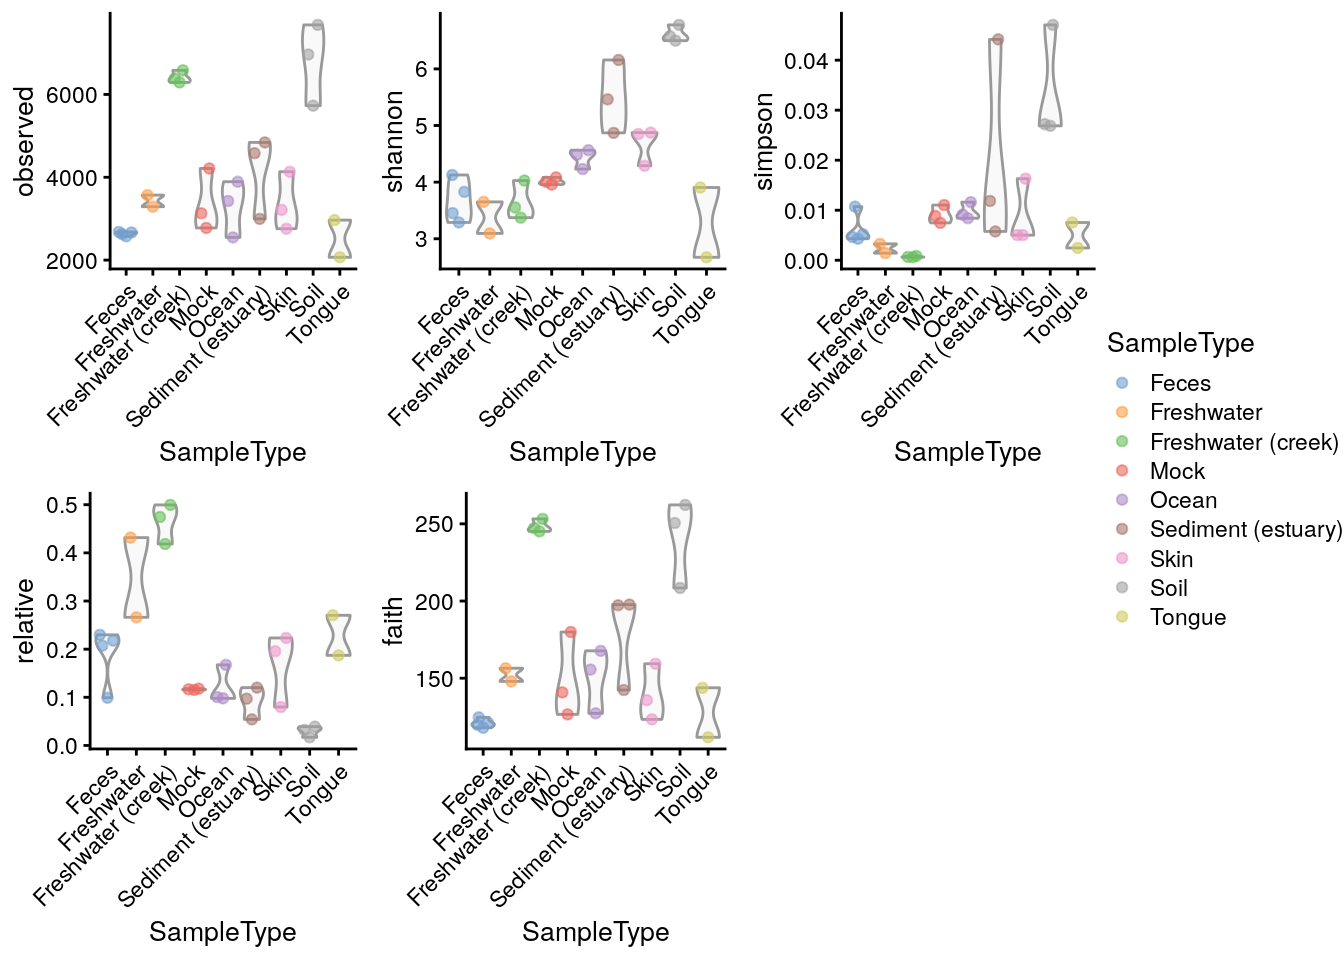 observed
6000
4000
2000
Feces
Freshwater
Freshwater (creek)
Mock
Ocean
Sediment (estuary)
Skin
Soil
Tongue
SampleType
shannon
6
5
4
3
Feces
Freshwater
Freshwater (creek)
Mock
Ocean
Sediment (estuary)
Skin
Soil
Tongue
SampleType
simpson
0.04
0.03
0.02
0.01
0.00
Feces
Freshwater
Freshwater (creek)
Mock
Ocean
Sediment (estuary)
Skin
Soil
Tongue
SampleType
SampleType
Feces
Freshwater
Freshwater (creek)
Mock
Ocean
Sediment (estuary)
Skin
Soil
Tongue
relative
0.5
0.4
0.3
0.2
0.1
0.0
Feces
Freshwater
Freshwater (creek)
Mock
Ocean
Sediment (estuary)
Skin
Soil
Tongue
SampleType
faith
250
200
150
Feces
Freshwater
Freshwater (creek)
Mock
Ocean
Sediment (estuary)
Skin
Soil
Tongue
SampleType